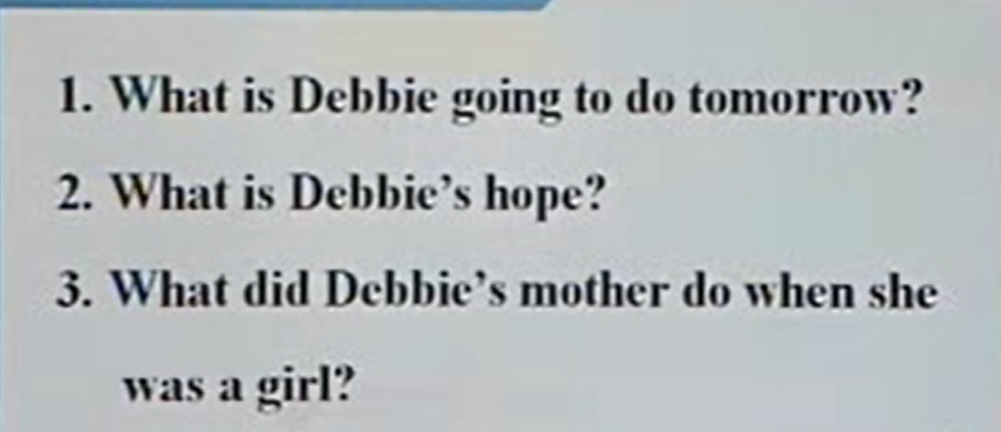 1. What is Debbie going to do tomorrow?
2. What is Debbie's hope?
3. What did Debbie's mother do when she
was a girl?